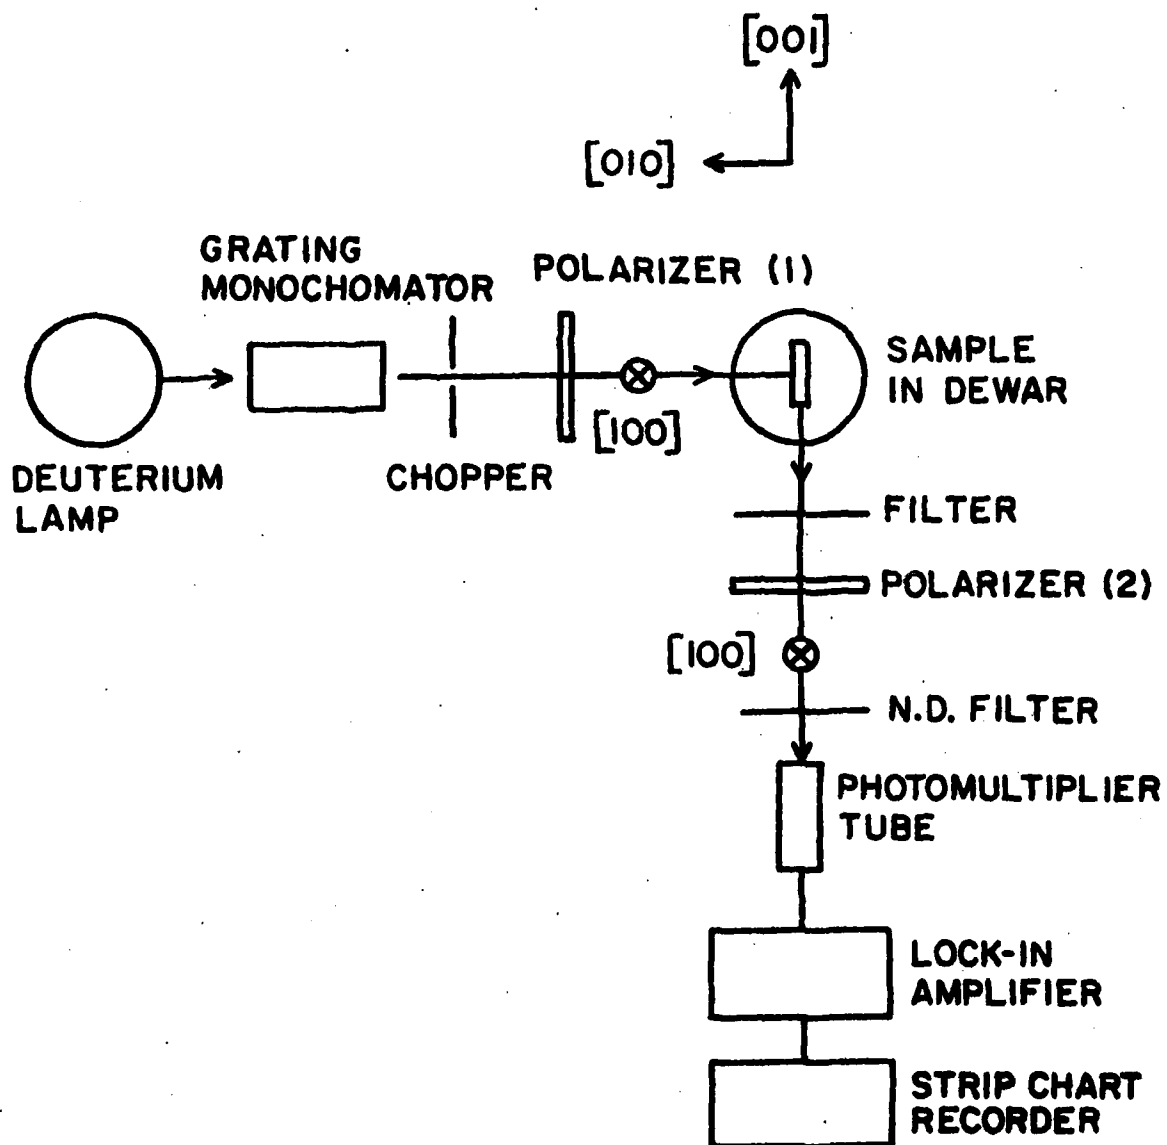 [001]
[010]
GRATING
MONOCHOMATOR
POLARIZER (1)
SAMPLE
IN DEWAR
[100]
DEUTERIUM
LAMP
CHOPPER
FILTER
POLARIZER (2)
[100]
N.D. FILTER
PHOTOMULTIPLIER
TUBE
LOCK-IN
AMPLIFIER
STRIP CHART
RECORDER